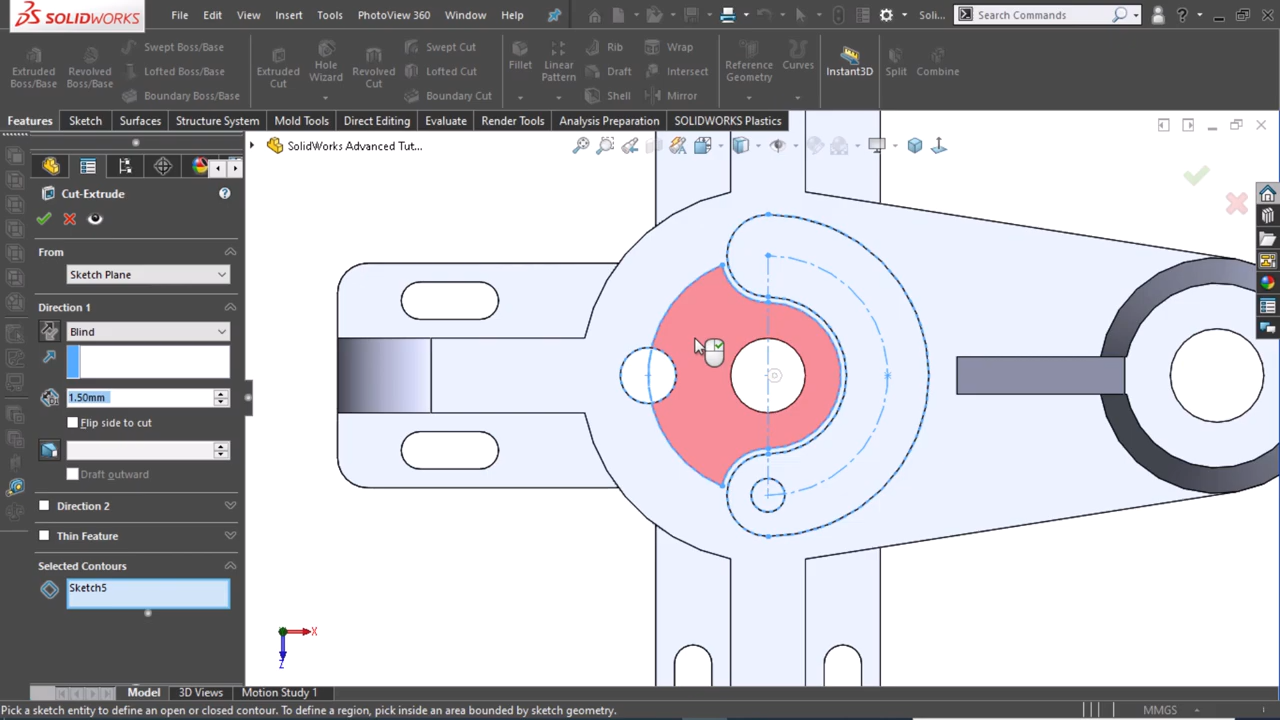 SOLIDWORKS File Edit View Insert Tools PhotoView 360 Window Help Soli... Search Commands ?
Extruded Boss/Base
Revolved Boss/Base
Swept Boss/Base
Lofted Boss/Base
Boundary Boss/Base
Extruded Cut
Hole Wizard
Revolved Cut
Swept Cut
Lofted Cut
Boundary Cut
Fillet
Linear Pattern
Rib
Draft
Shell
Wrap
Intersect
Mirror
Reference Geometry
Curves
Instant3D
Split
Combine
Features Sketch Surfaces Structure System Mold Tools Direct Editing Evaluate Render Tools Analysis Preparation SOLIDWORKS Plastics
SolidWorks Advanced Tut...
Cut-Extrude
From
Sketch Plane
Direction 1
Blind
1.50mm
Flip side to cut
Draft outward
Direction 2
Thin Feature
Selected Contours
Sketch5
X
Z
Model 3D Views Motion Study 1
Pick a sketch entity to define an open or closed contour. To define a region, pick inside an area bounded by sketch geometry. MMGS